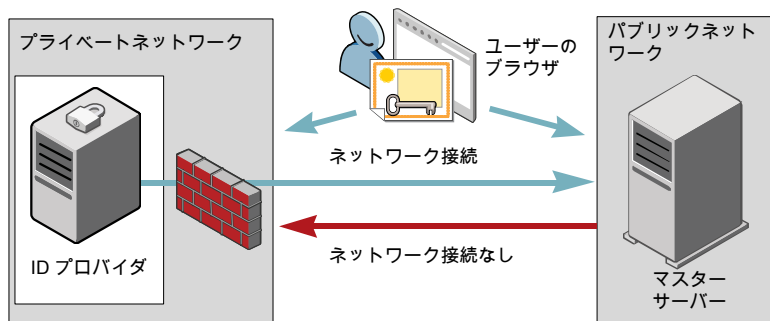 プライベートネットワーク
ユーザーの
ブラウザ
パブリックネット
ワーク
ネットワーク接続
ネットワーク接続なし
ID プロバイダ
マスター
サーバー